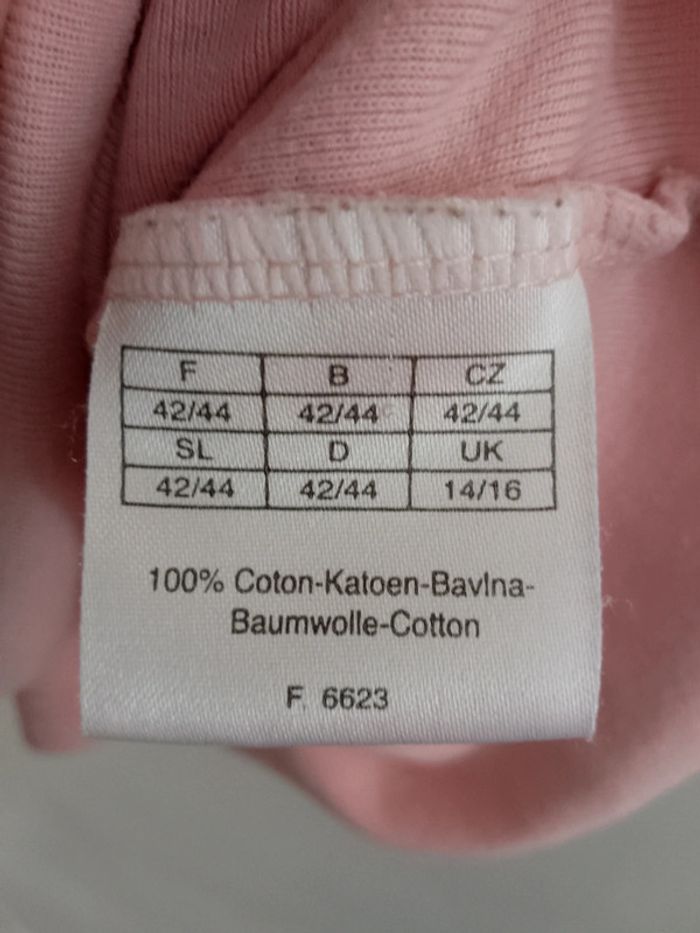 F B CZ
42/44 42/44 42/44
SL D UK
42/44 42/44 14/16
100% Coton-Katoen-Bavlna-
Baumwolle-Cotton
F. 6623